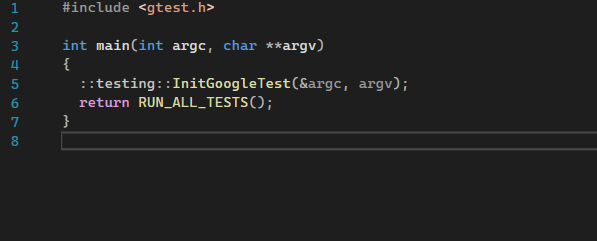 1 #include <gtest.h>
2
3 int main(int argc, char **argv)
4 {
5 ::testing::InitGoogleTest(&argc, argv);
6 return RUN_ALL_TESTS();
7 }
8